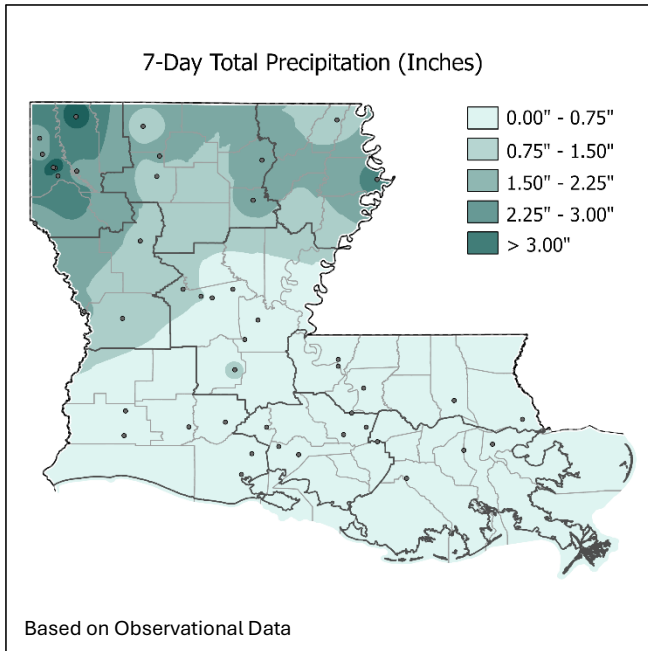 7-Day Total Precipitation (Inches)
0.00" - 0.75"
0.75" - 1.50"
1.50" - 2.25"
2.25" - 3.00"
> 3.00"
Based on Observational Data